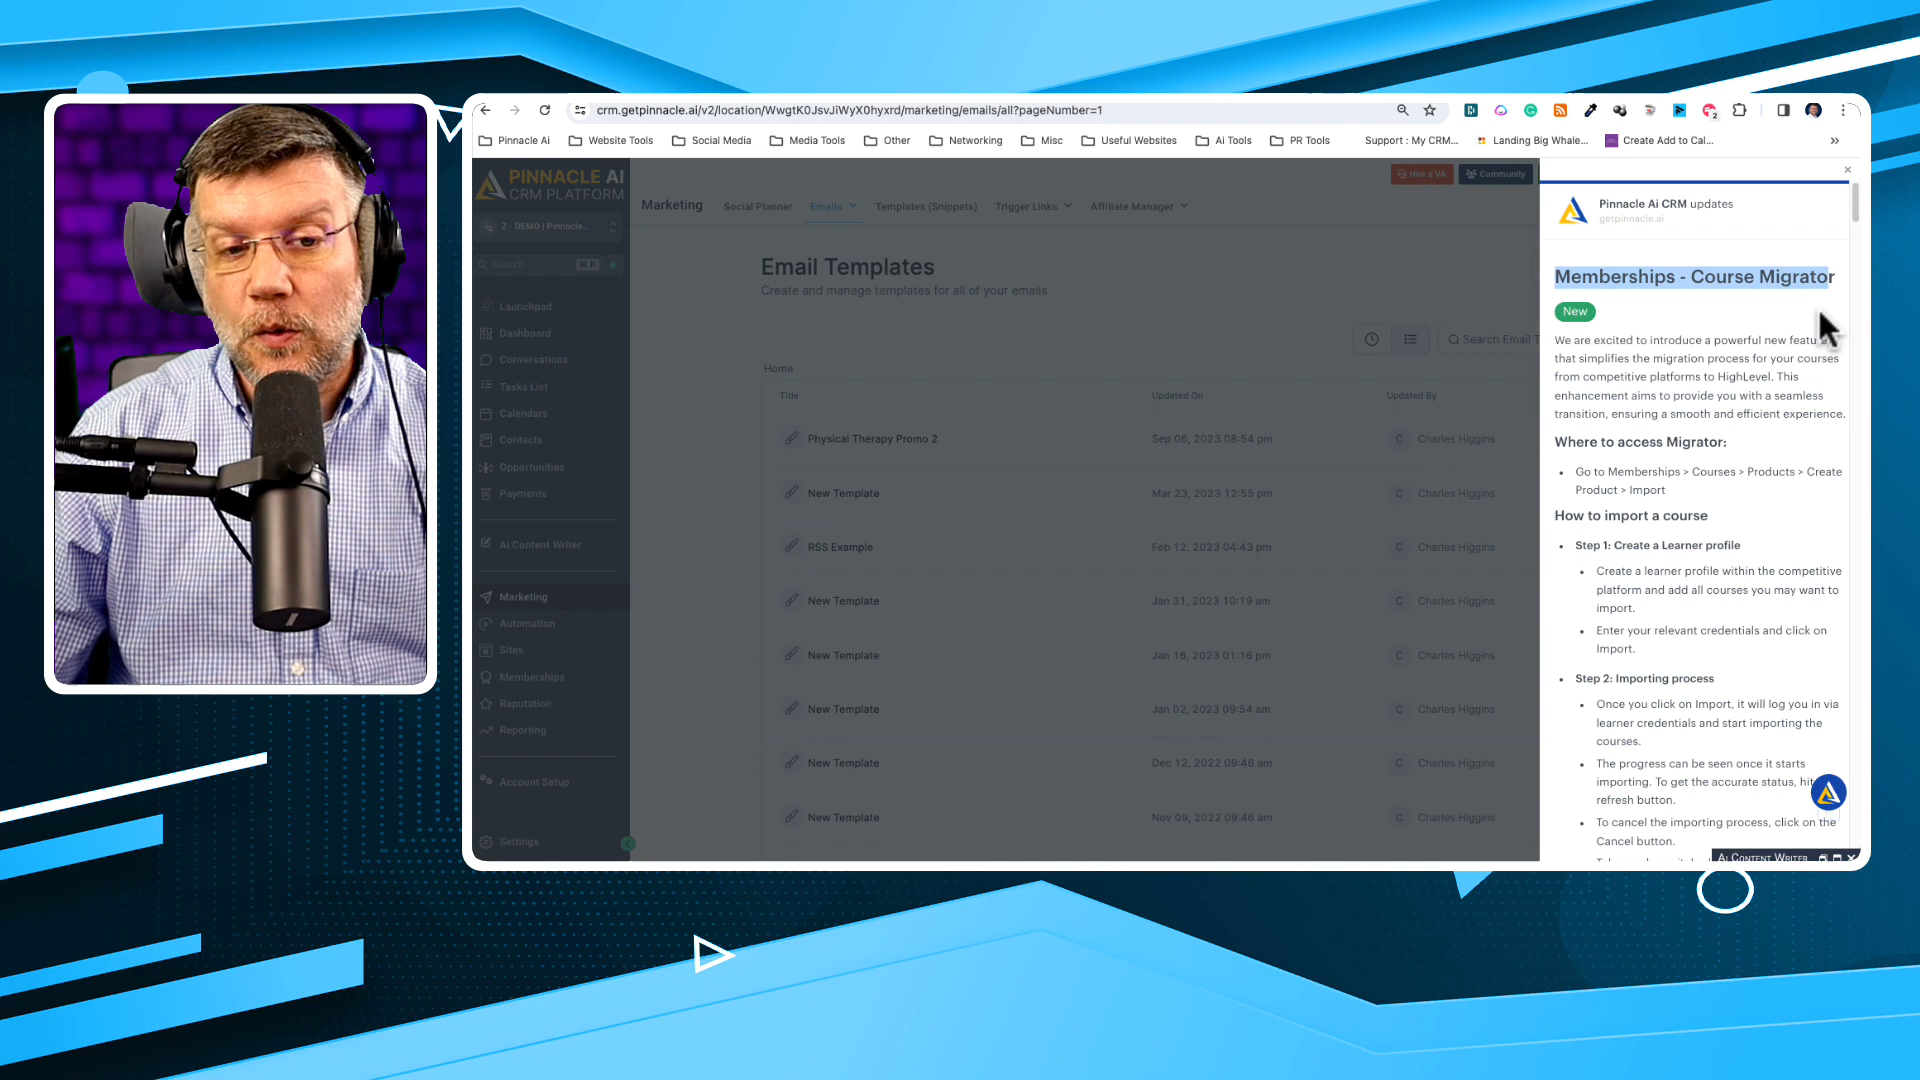 crm.getpinnacle.ai/v2/location/WwgtK0JsvJiWyX0hyxrd/marketing/emails/all?pageNumber=1
Pinnacle Ai
Website Tools
Social Media
Media Tools
Other
Networking
Misc
Useful Websites
Ai Tools
PR Tools
Support : My CRM...
Landing Big Whale...
Create Add to Cal...
»
PINNACLE AI
CRM PLATFORM
Z - DEMO | Pinnacle...
Search
⌘K
Launchpad
Dashboard
Conversations
Tasks List
Calendars
Contacts
Opportunities
Payments
Ai Content Writer
Marketing
Automation
Sites
Memberships
Reputation
Reporting
Account Setup
Settings
Hire a VA
Community
Marketing
Social Planner
Emails
Templates (Snippets)
Trigger Links
Affiliate Manager
Email Templates
Create and manage templates for all of your emails
Search Email T
Home
Title Updated On Updated By
Physical Therapy Promo 2 Sep 06, 2023 08:54 pm C Charles Higgins
New Template Mar 23, 2023 12:55 pm C Charles Higgins
RSS Example Feb 12, 2023 04:43 pm C Charles Higgins
New Template Jan 31, 2023 10:19 am C Charles Higgins
New Template Jan 16, 2023 01:16 pm C Charles Higgins
New Template Jan 02, 2023 09:54 am C Charles Higgins
New Template Dec 12, 2022 09:46 am C Charles Higgins
New Template Nov 09, 2022 09:46 am C Charles Higgins
Pinnacle Ai CRM updates
getpinnacle.ai
Memberships - Course Migrator
New
We are excited to introduce a powerful new featu
that simplifies the migration process for your courses
from competitive platforms to HighLevel. This
enhancement aims to provide you with a seamless
transition, ensuring a smooth and efficient experience.
Where to access Migrator:
• Go to Memberships > Courses > Products > Create
Product > Import
How to import a course
• Step 1: Create a Learner profile
• Create a learner profile within the competitive
platform and add all courses you may want to
import.
• Enter your relevant credentials and click on
Import.
• Step 2: Importing process
• Once you click on Import, it will log you in via
learner credentials and start importing the
courses.
• The progress can be seen once it starts
importing. To get the accurate status, hit
refresh button.
• To cancel the importing process, click on the
Cancel button.
Ai Content Writer